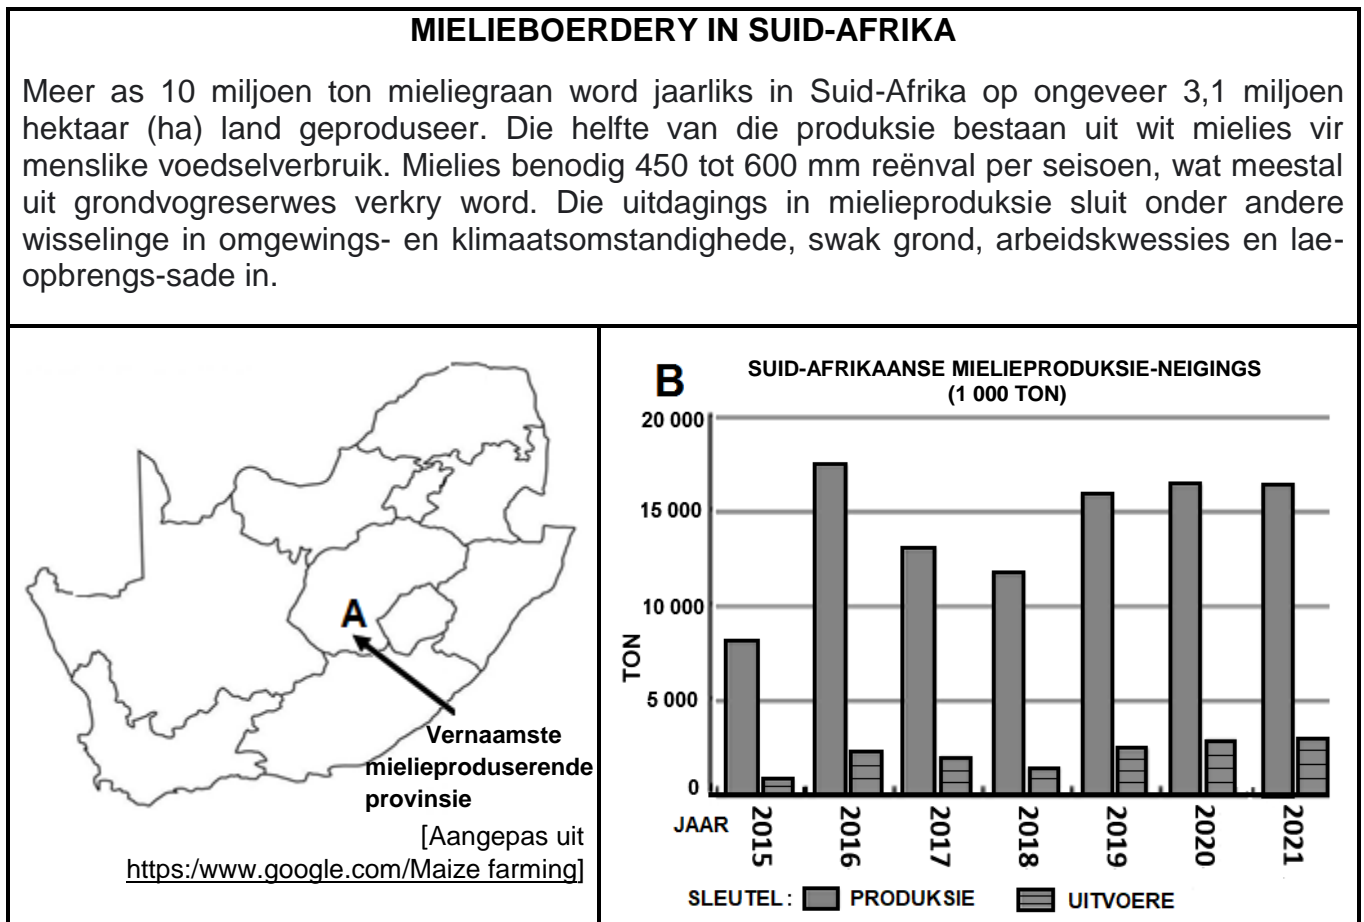 MIELIEBOERDERY IN SUID-AFRIKA
Meer as 10 miljoen ton mieliegraan word jaarliks in Suid-Afrika op ongeveer 3,1 miljoen
hektaar (ha) land geproduseer. Die helfte van die produksie bestaan uit wit mielies vir
menslike voedselverbruik. Mielies benodig 450 tot 600 mm reënval per seisoen, wat meestal
uit grondvogreserwes verkry word. Die uitdagings in mielieproduksie sluit onder andere
wisselinge in omgewings- en klimaatsomstandighede, swak grond, arbeidskwessies en lae-
opbrengs-sade in.
A
Vernaamste
mielieproduserende
provinsie
[Aangepas uit
https:/www.google.com/Maize farming]
B
SUID-AFRIKAANSE MIELIEPRODUKSIE-NEIGINGS
(1 000 TON)
20 000
15 000
10 000
5 000
0
TON
JAAR
2015
2016
2017
2018
2019
2020
2021
SLEUTEL: PRODUKSIE UITVOERE